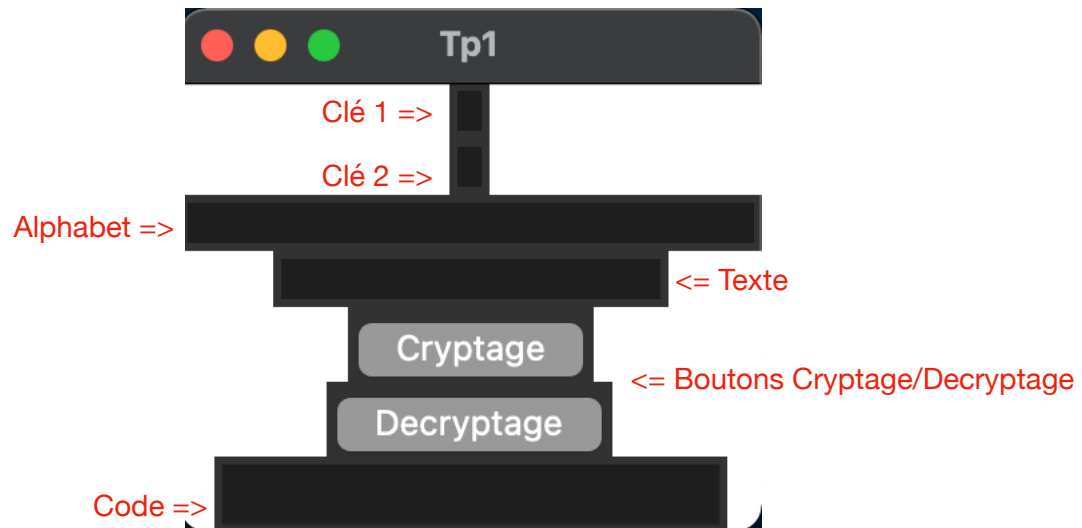 Tp1
Clé 1 =>
Clé 2 =>
Alphabet =>
<= Texte
Cryptage
<= Boutons Cryptage/Decryptage
Decryptage
Code =>